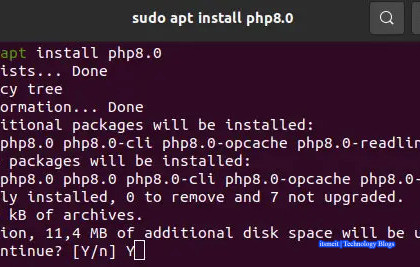 sudo apt install php8.0
apt install php8.0
ists... Done
cy tree
ormation... Done
itional packages will be installed:
php8.0 php8.0-cli php8.0-opcache php8.0-readlin
packages will be installed:
php8.0 php8.0 php8.0-cli php8.0-opcache php8.0-
ly installed, 0 to remove and 7 not upgraded.
kB of archives.
ion, 11,4 MB of additional disk space will be u
itsmeit | Technology Blogs
ntinue? [Y/n] Y